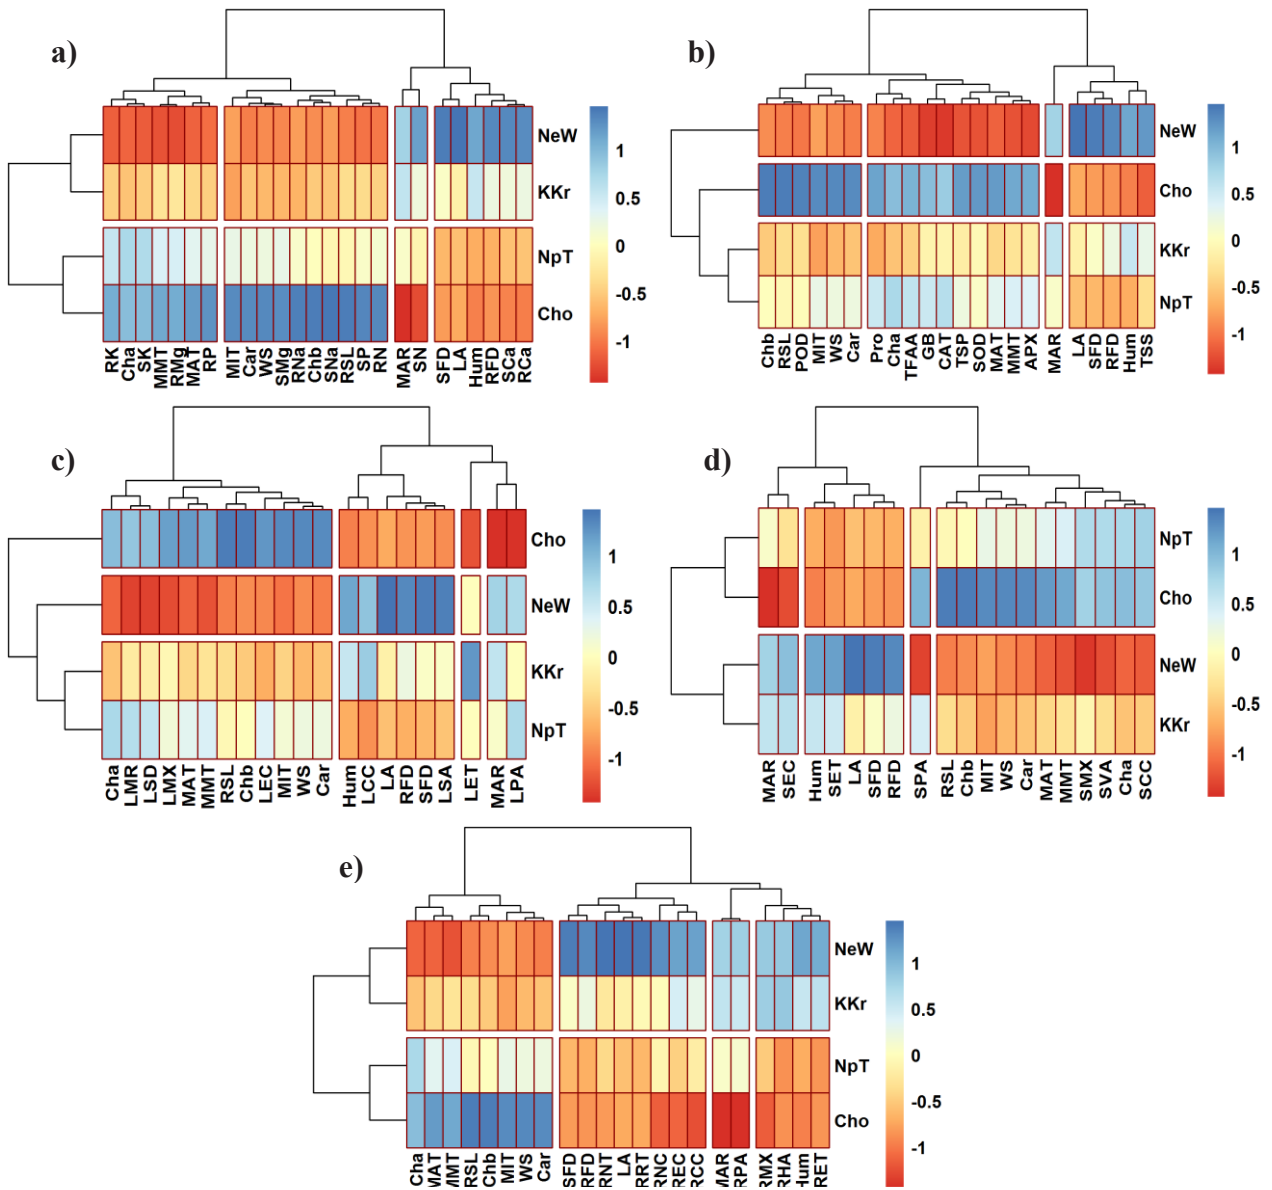 a)
NeW
KKr
NpT
Cho
1
0.5
0
-0.5
-1
RK Cha SK MMT RMg MAT RP MIT Car WS SMg RNa Chb SNa RSL SP RN MAR SN SFD LA Hum RFD SCa RCa
b)
NeW
Cho
KKr
NpT
1
0.5
0
-0.5
-1
Chb RSL POD MIT WS Car Pro Cha TFAA GB CAT TSP SOD MAT MMT APX MAR LA SFD RFD Hum TSS
c)
Cho
NeW
KKr
NpT
1
0.5
0
-0.5
-1
Cha LMR LSD LMX MAT MMT RSL Chb LEC MIT WS Car Hum LCC LA RFD SFD LSA LET MAR LPA
d)
NpT
Cho
NeW
KKr
1
0.5
0
-0.5
-1
MAR SEC Hum SET LA SFD RFD SPA RSL Chb MIT WS Car MAT MMT SMX SVA Cha SCC
e)
NeW
KKr
NpT
Cho
1
0.5
0
-0.5
-1
Cha MAT MMT RSL Chb MIT WS Car SFD RFD RNT LA RRT RNC REC RCC MAR RPA RMX RHA Hum RET